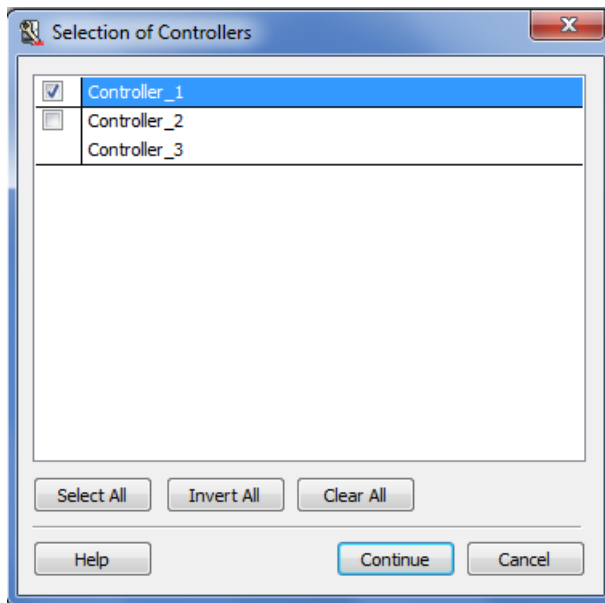 Selection of Controllers
Controller_1
Controller_2
Controller_3
Select All Invert All Clear All
Help Continue Cancel